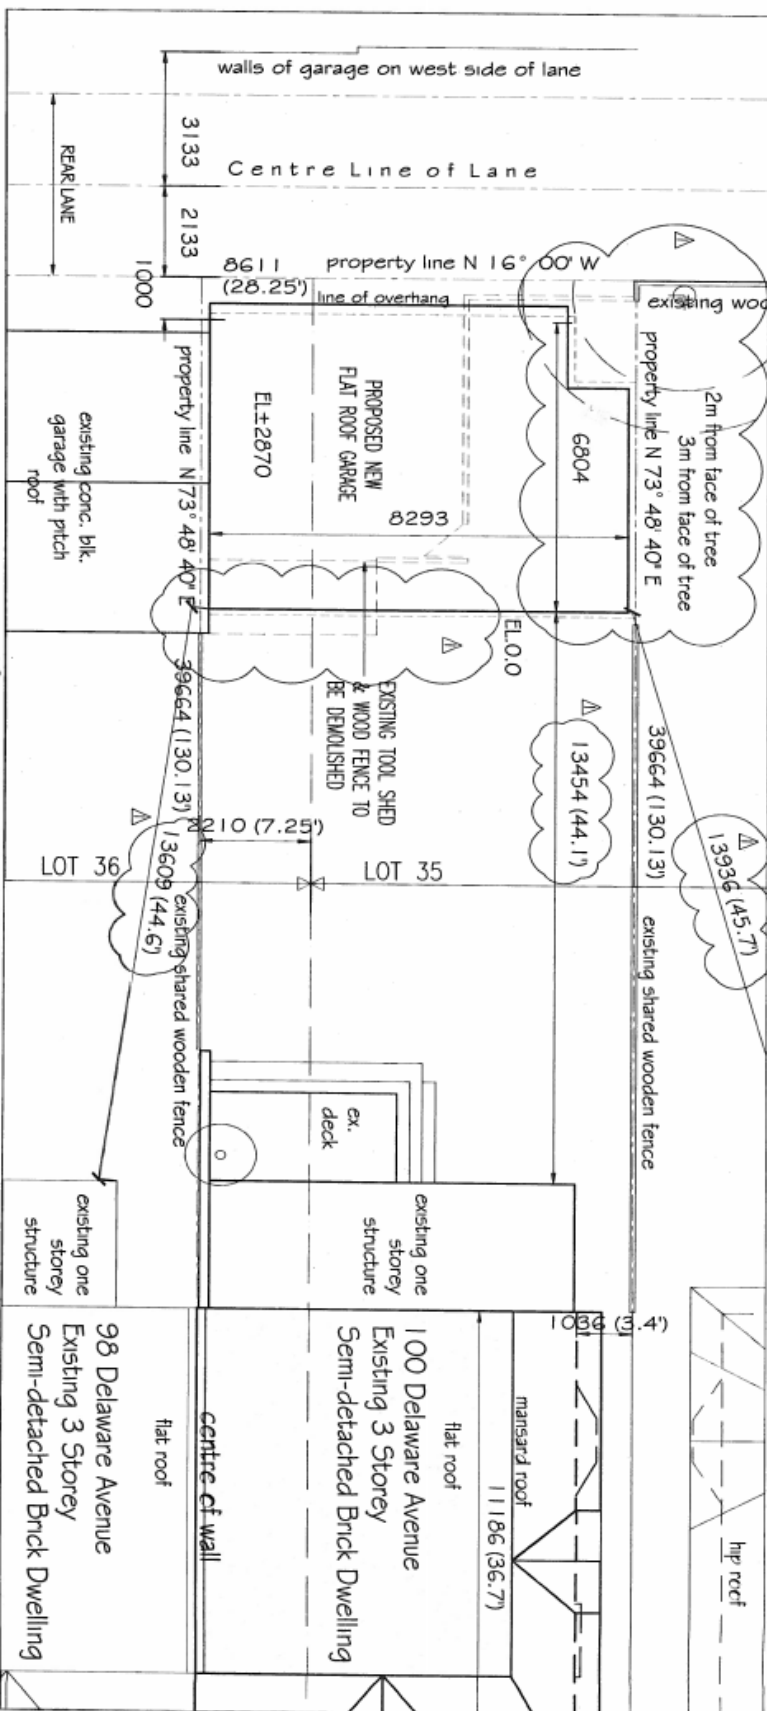 walls of garage on west side of lane
3133
REAR LANE
Centre Line of Lane
2133
1000
8611
(28.25')
property line N 16° 00' W
line of overhang
existing woo
property line N 73° 48' 40" E
2m from face of tree
3m from face of tree
PROPOSED NEW
FLAT ROOF GARAGE
EL±2870
6804
8293
existing conc. blk.
garage with pitch
roof
property line N 73° 48' 40" E
EL.0.0
EXISTING TOOL SHED
& WOOD FENCE TO
BE DEMOLISHED
39664 (130.13')
39664 (130.13')
13454 (44.1')
13936 (45.7')
2210 (7.25')
13609 (44.6')
LOT 36
LOT 35
existing shared wooden fence
existing shared wooden fence
ex.
deck
existing one
storey
structure
existing one
storey
structure
1036 (3.4')
98 Delaware Avenue
Existing 3 Storey
Semi-detached Brick Dwelling
flat roof
centre of wall
100 Delaware Avenue
Existing 3 Storey
Semi-detached Brick Dwelling
flat roof
mansard roof
11186 (36.7')
hip roof